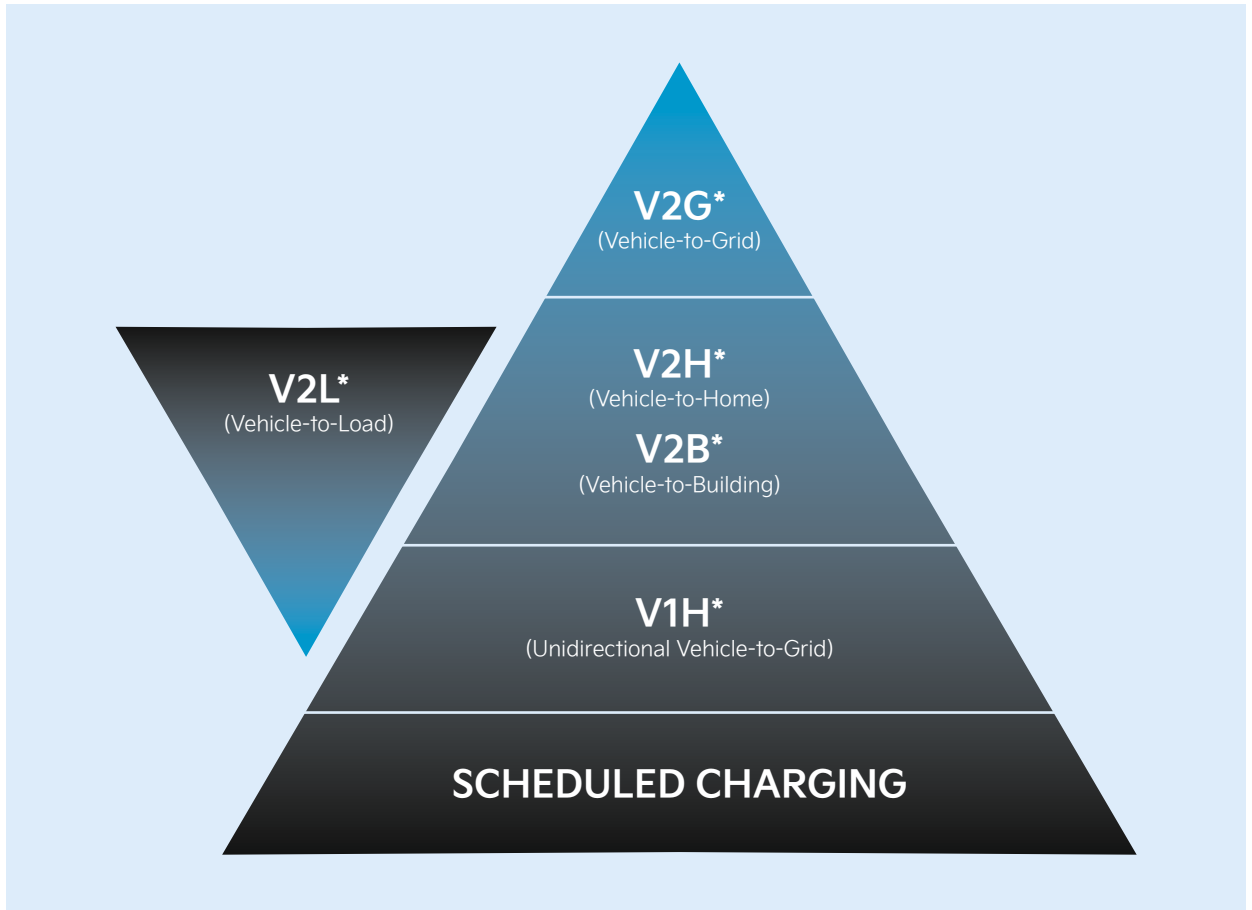 V2G*
(Vehicle-to-Grid)
V2L*
(Vehicle-to-Load)
V2H*
(Vehicle-to-Home)
V2B*
(Vehicle-to-Building)
V1H*
(Unidirectional Vehicle-to-Grid)
SCHEDULED CHARGING